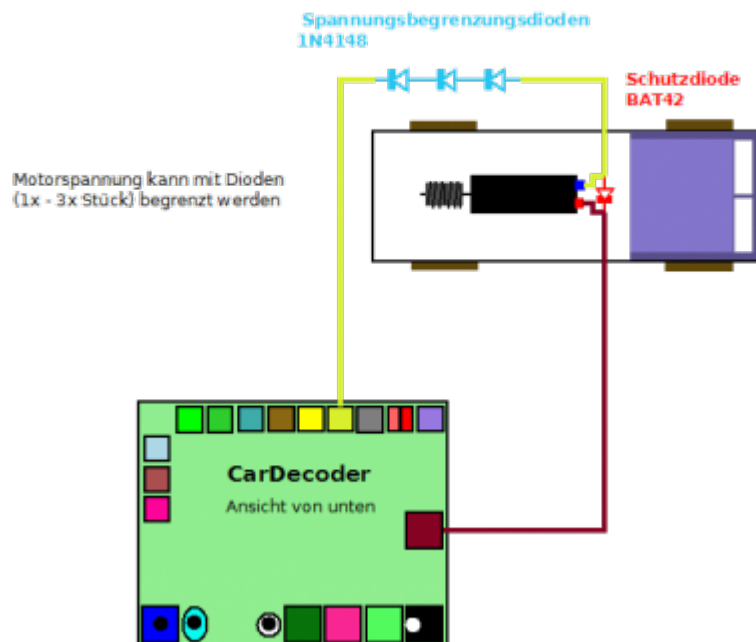 Spannungsbegrenzungsdioden
1N4148
Schutzdiode
BAT42
Motorspannung kann mit Dioden
(1x - 3x Stück) begrenzt werden
CarDecoder
Ansicht von unten